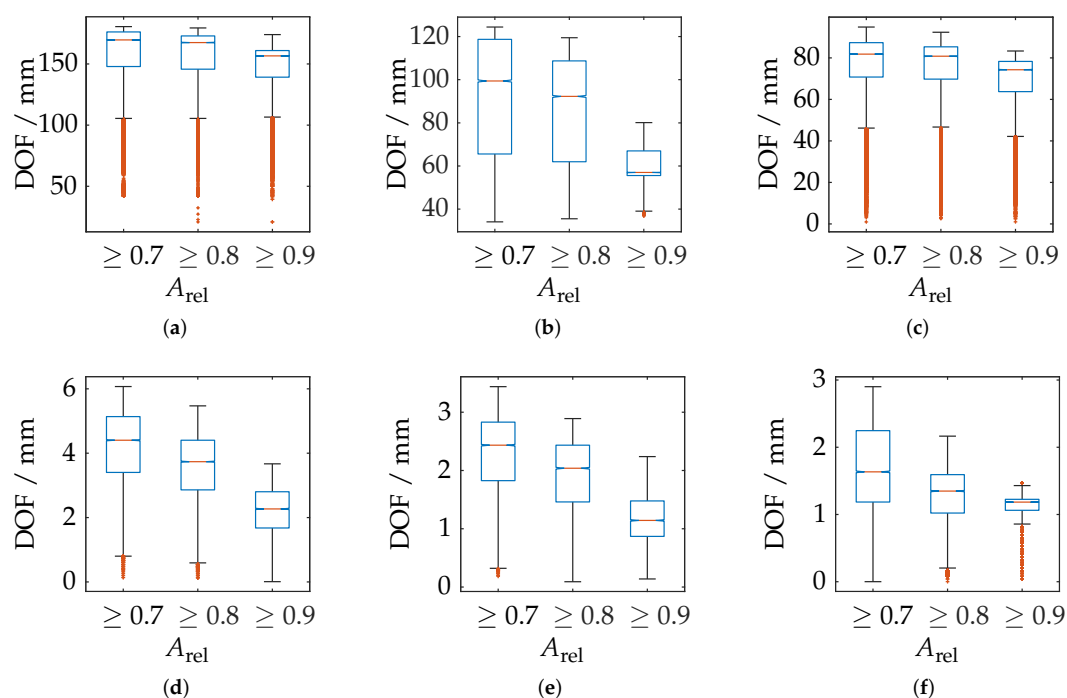 DOF / mm
150
100
50
≥ 0.7 ≥ 0.8 ≥ 0.9
A_rel
(a)
DOF / mm
120
100
80
60
40
≥ 0.7 ≥ 0.8 ≥ 0.9
A_rel
(b)
DOF / mm
80
60
40
20
0
≥ 0.7 ≥ 0.8 ≥ 0.9
A_rel
(c)
DOF / mm
6
4
2
0
≥ 0.7 ≥ 0.8 ≥ 0.9
A_rel
(d)
DOF / mm
3
2
1
0
≥ 0.7 ≥ 0.8 ≥ 0.9
A_rel
(e)
DOF / mm
3
2
1
0
≥ 0.7 ≥ 0.8 ≥ 0.9
A_rel
(f)